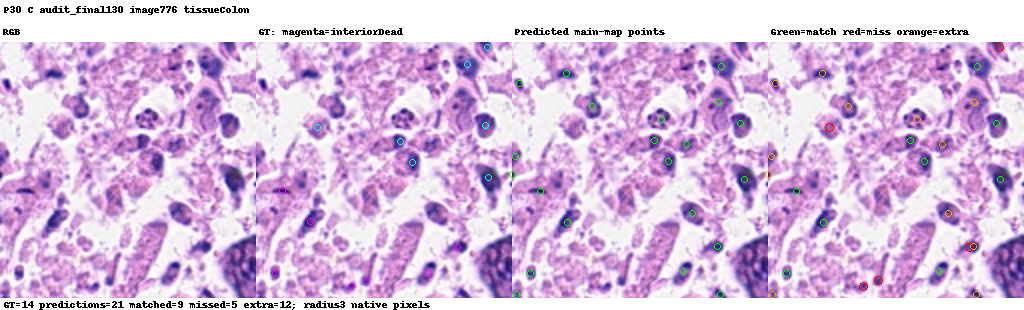 P30 C audit_final130 image776 tissueColon
RGB
GT: magenta=interiorDead
Predicted main-map points
Green=match red=miss orange=extra
GT=14 predictions=21 matched=9 missed=5 extra=12; radius3 native pixels